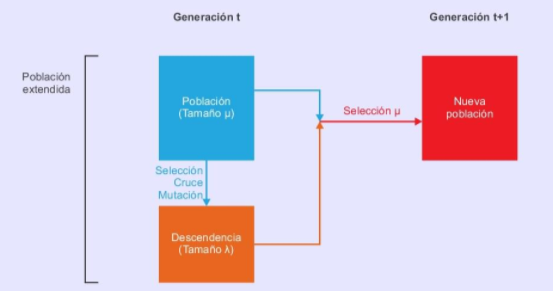 Generación t
Generación t+1
Población
extendida
Población
(Tamaño μ)
Selección μ
Nueva
población
Selección
Cruce
Mutación
Descendencia
(Tamaño λ)